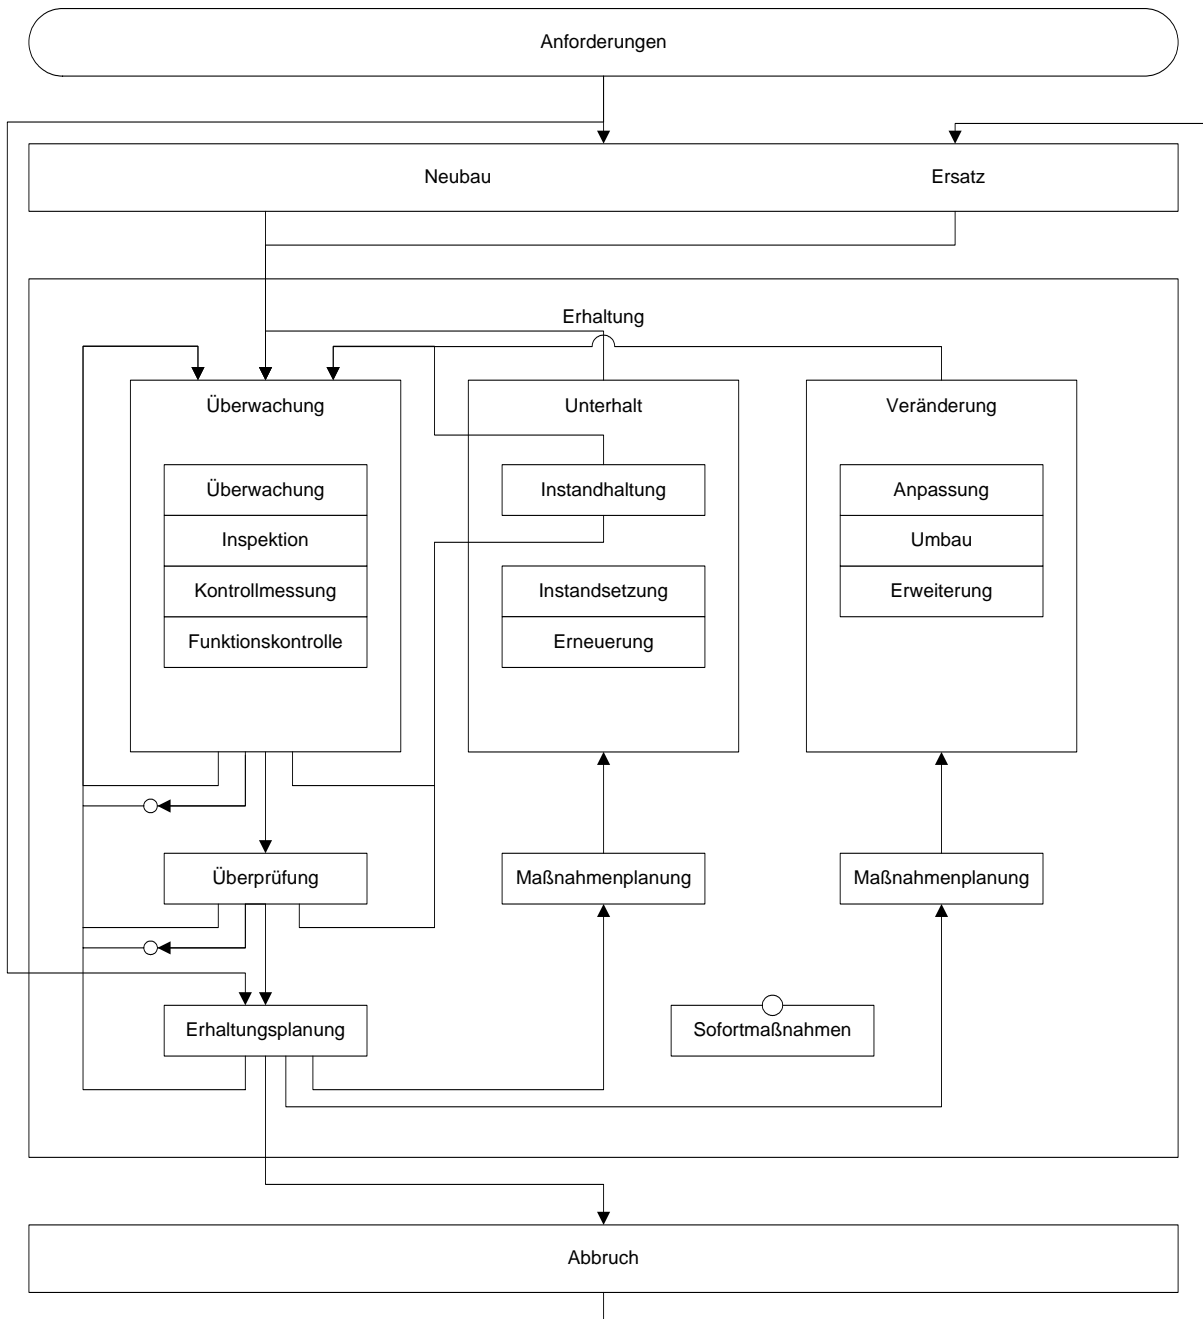 Anforderungen
Neubau
Ersatz
Erhaltung
Überwachung
Unterhalt
Veränderung
Überwachung
Instandhaltung
Anpassung
Inspektion
Umbau
Kontrollmessung
Instandsetzung
Erweiterung
Funktionskontrolle
Erneuerung
Überprüfung
Maßnahmenplanung
Maßnahmenplanung
Erhaltungsplanung
Sofortmaßnahmen
Abbruch